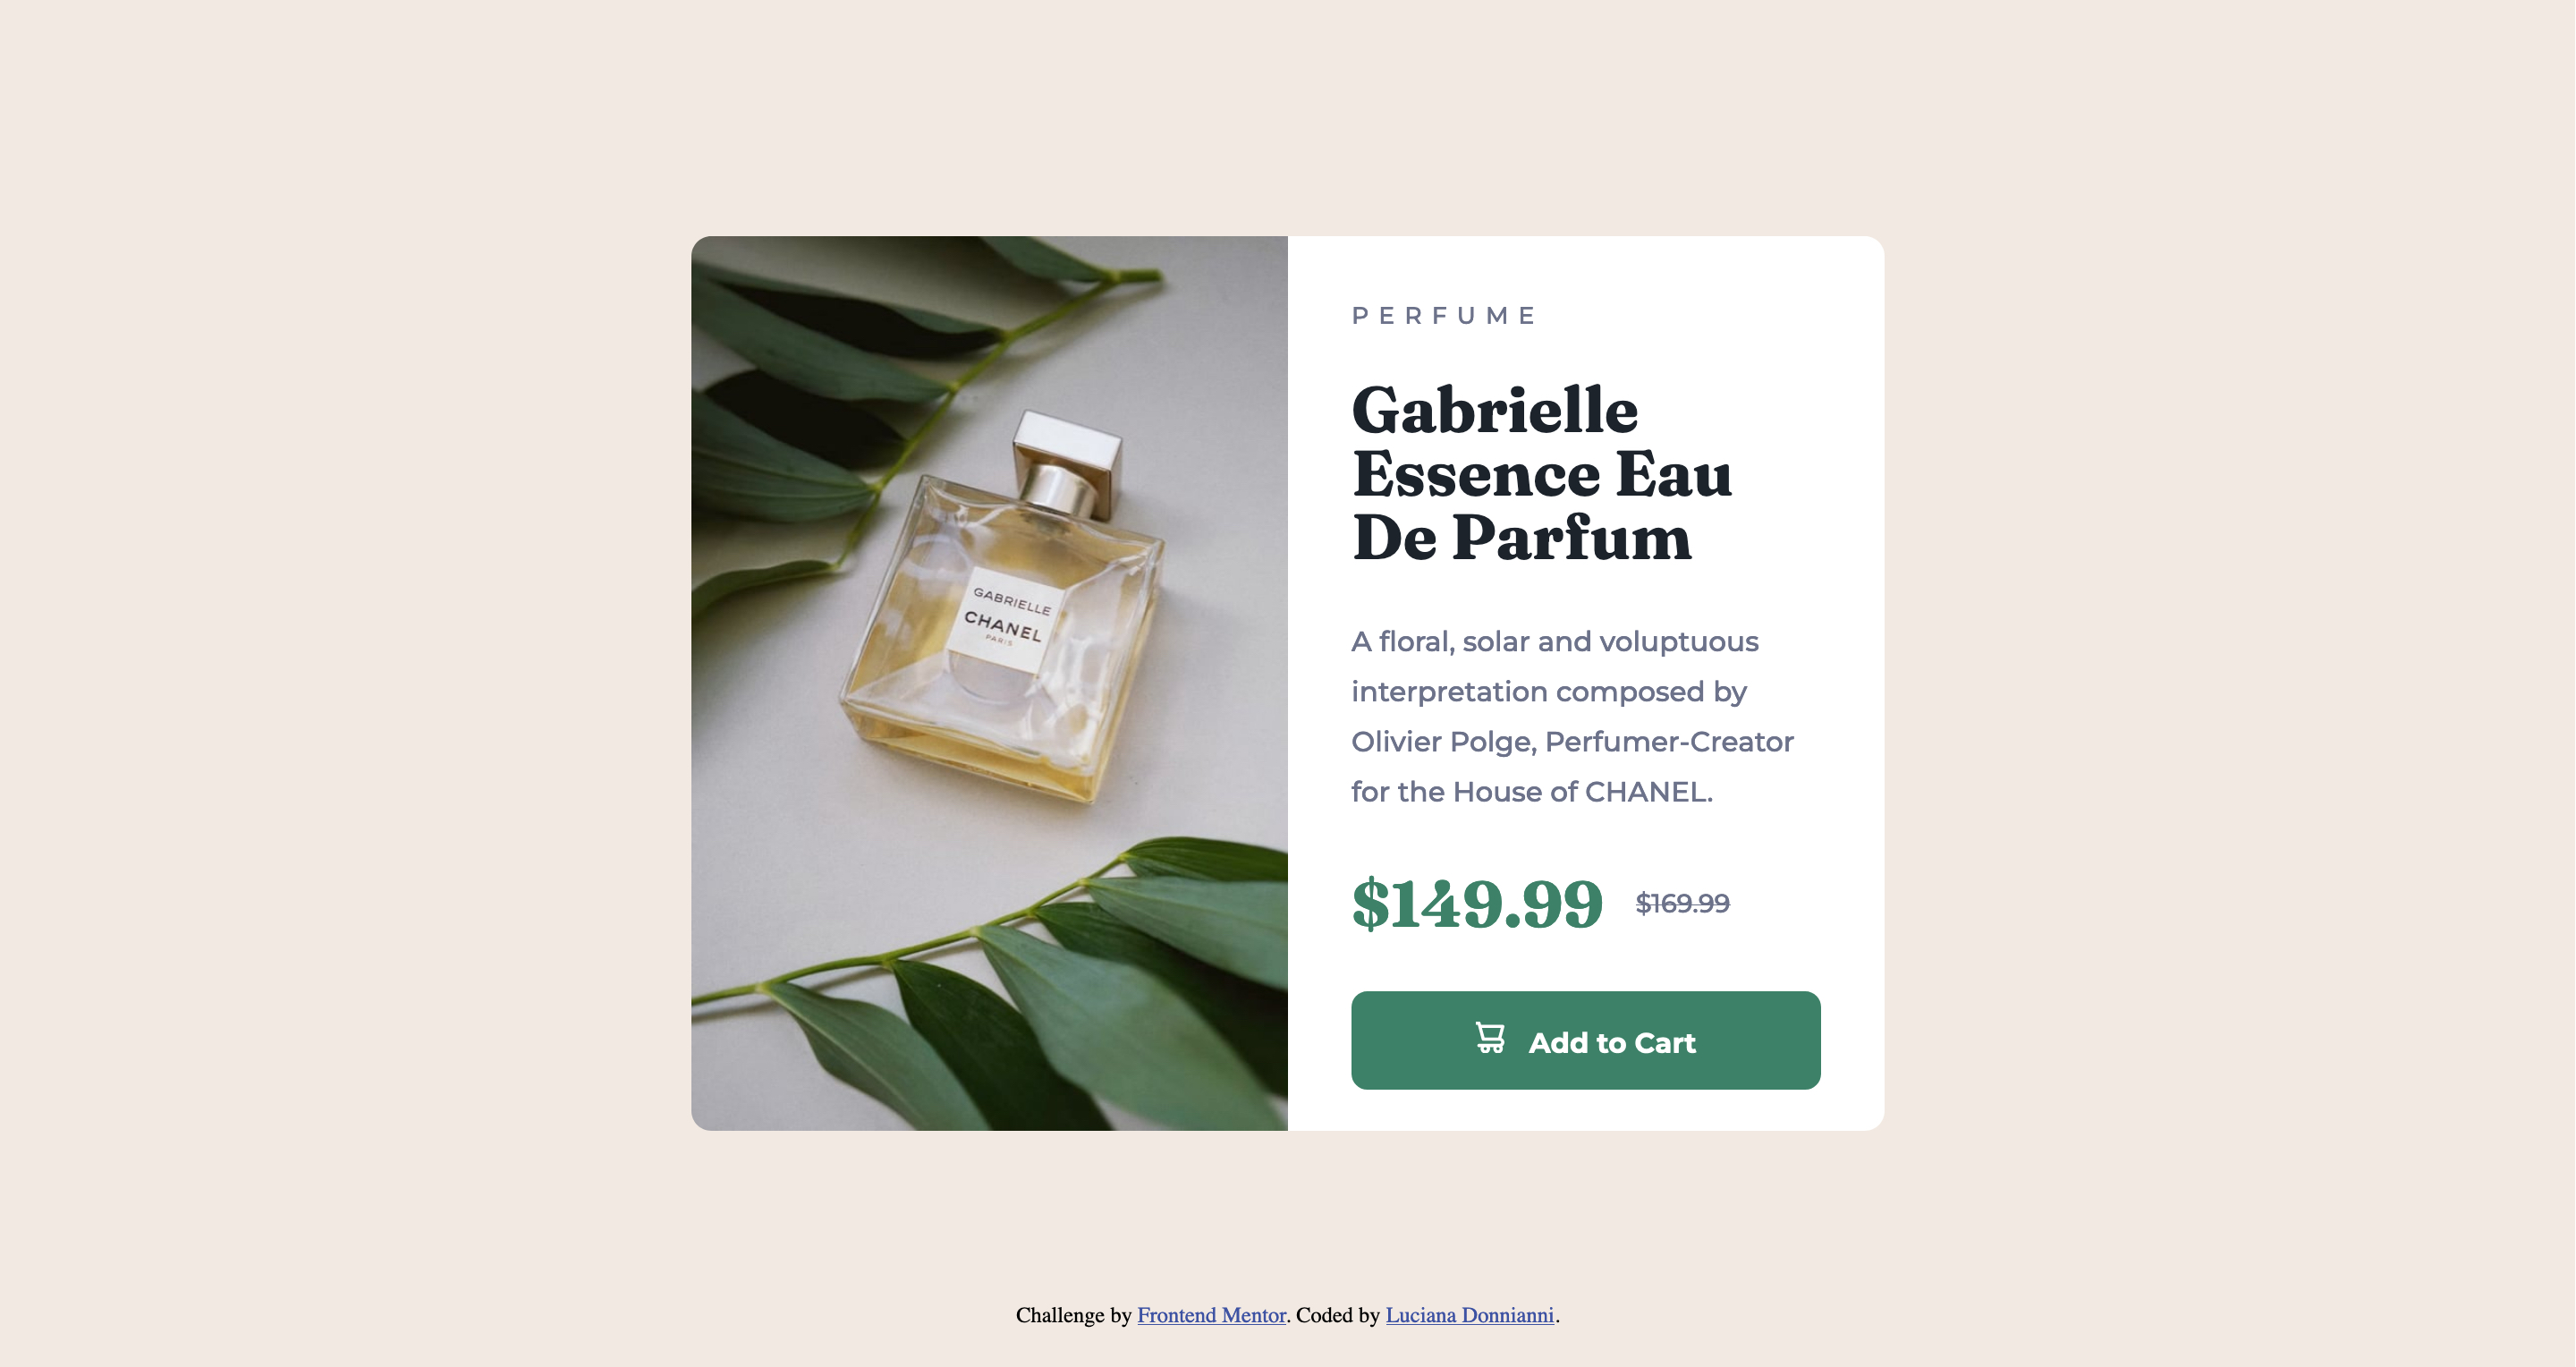 PERFUME
Gabrielle
Essence Eau
De Parfum
A floral, solar and voluptuous
interpretation composed by
Olivier Polge, Perfumer-Creator
for the House of CHANEL.
$149.99 $169.99
Add to Cart
GABRIELLE
CHANEL
PARIS
Challenge by Frontend Mentor. Coded by Luciana Donnianni.